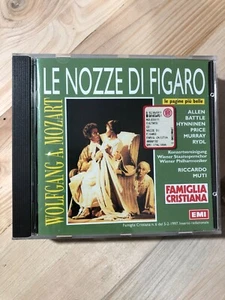 LE NOZZE DI FIGARO
le pagine più belle
WOLFGANG A. MOZART
ALLEN
BATTLE
HYNNINEN
PRICE
MURRAY
RYDL
Konzertvereinigung
Wiener Staatsopernchor
Wiener Philharmoniker
RICCARDO
MUTI
FAMIGLIA
CRISTIANA
EMI